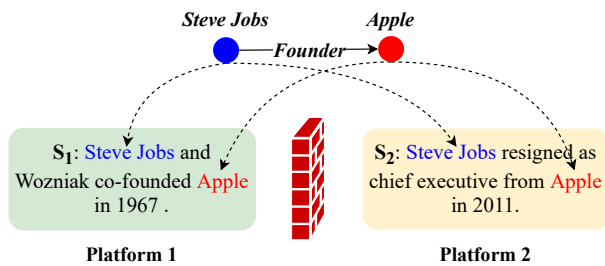 Steve Jobs Apple
Founder
S1: Steve Jobs and
Wozniak co-founded Apple
in 1967 .
S2: Steve Jobs resigned as
chief executive from Apple
in 2011.
Platform 1 Platform 2